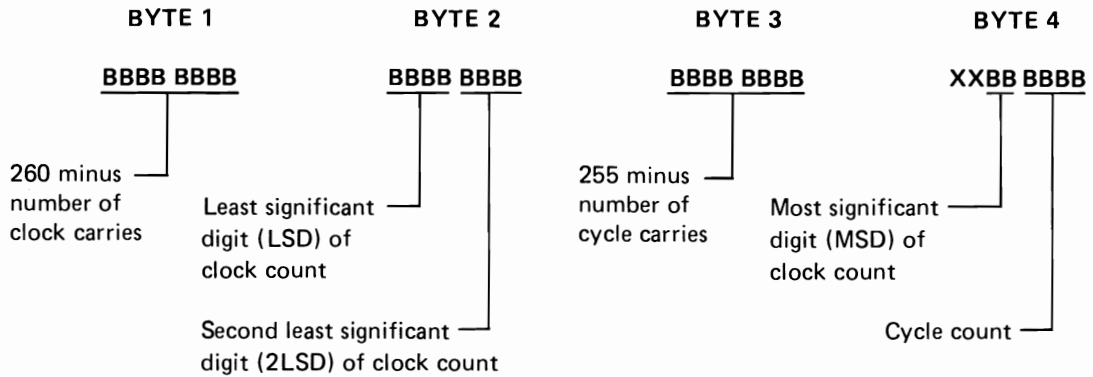 BYTE 1 BYTE 2 BYTE 3 BYTE 4
BBBB BBBB BBBB BBBB BBBB BBBB XXBB BBBB
260 minus
number of
clock carries
Least significant
digit (LSD) of
clock count
Second least significant
digit (2LSD) of clock count
255 minus
number of
cycle carries
Most significant
digit (MSD) of
clock count
Cycle count